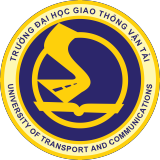 TRƯỜNG ĐẠI HỌC GIAO THÔNG VẬN TẢI
UNIVERSITY OF TRANSPORT AND COMMUNICATIONS